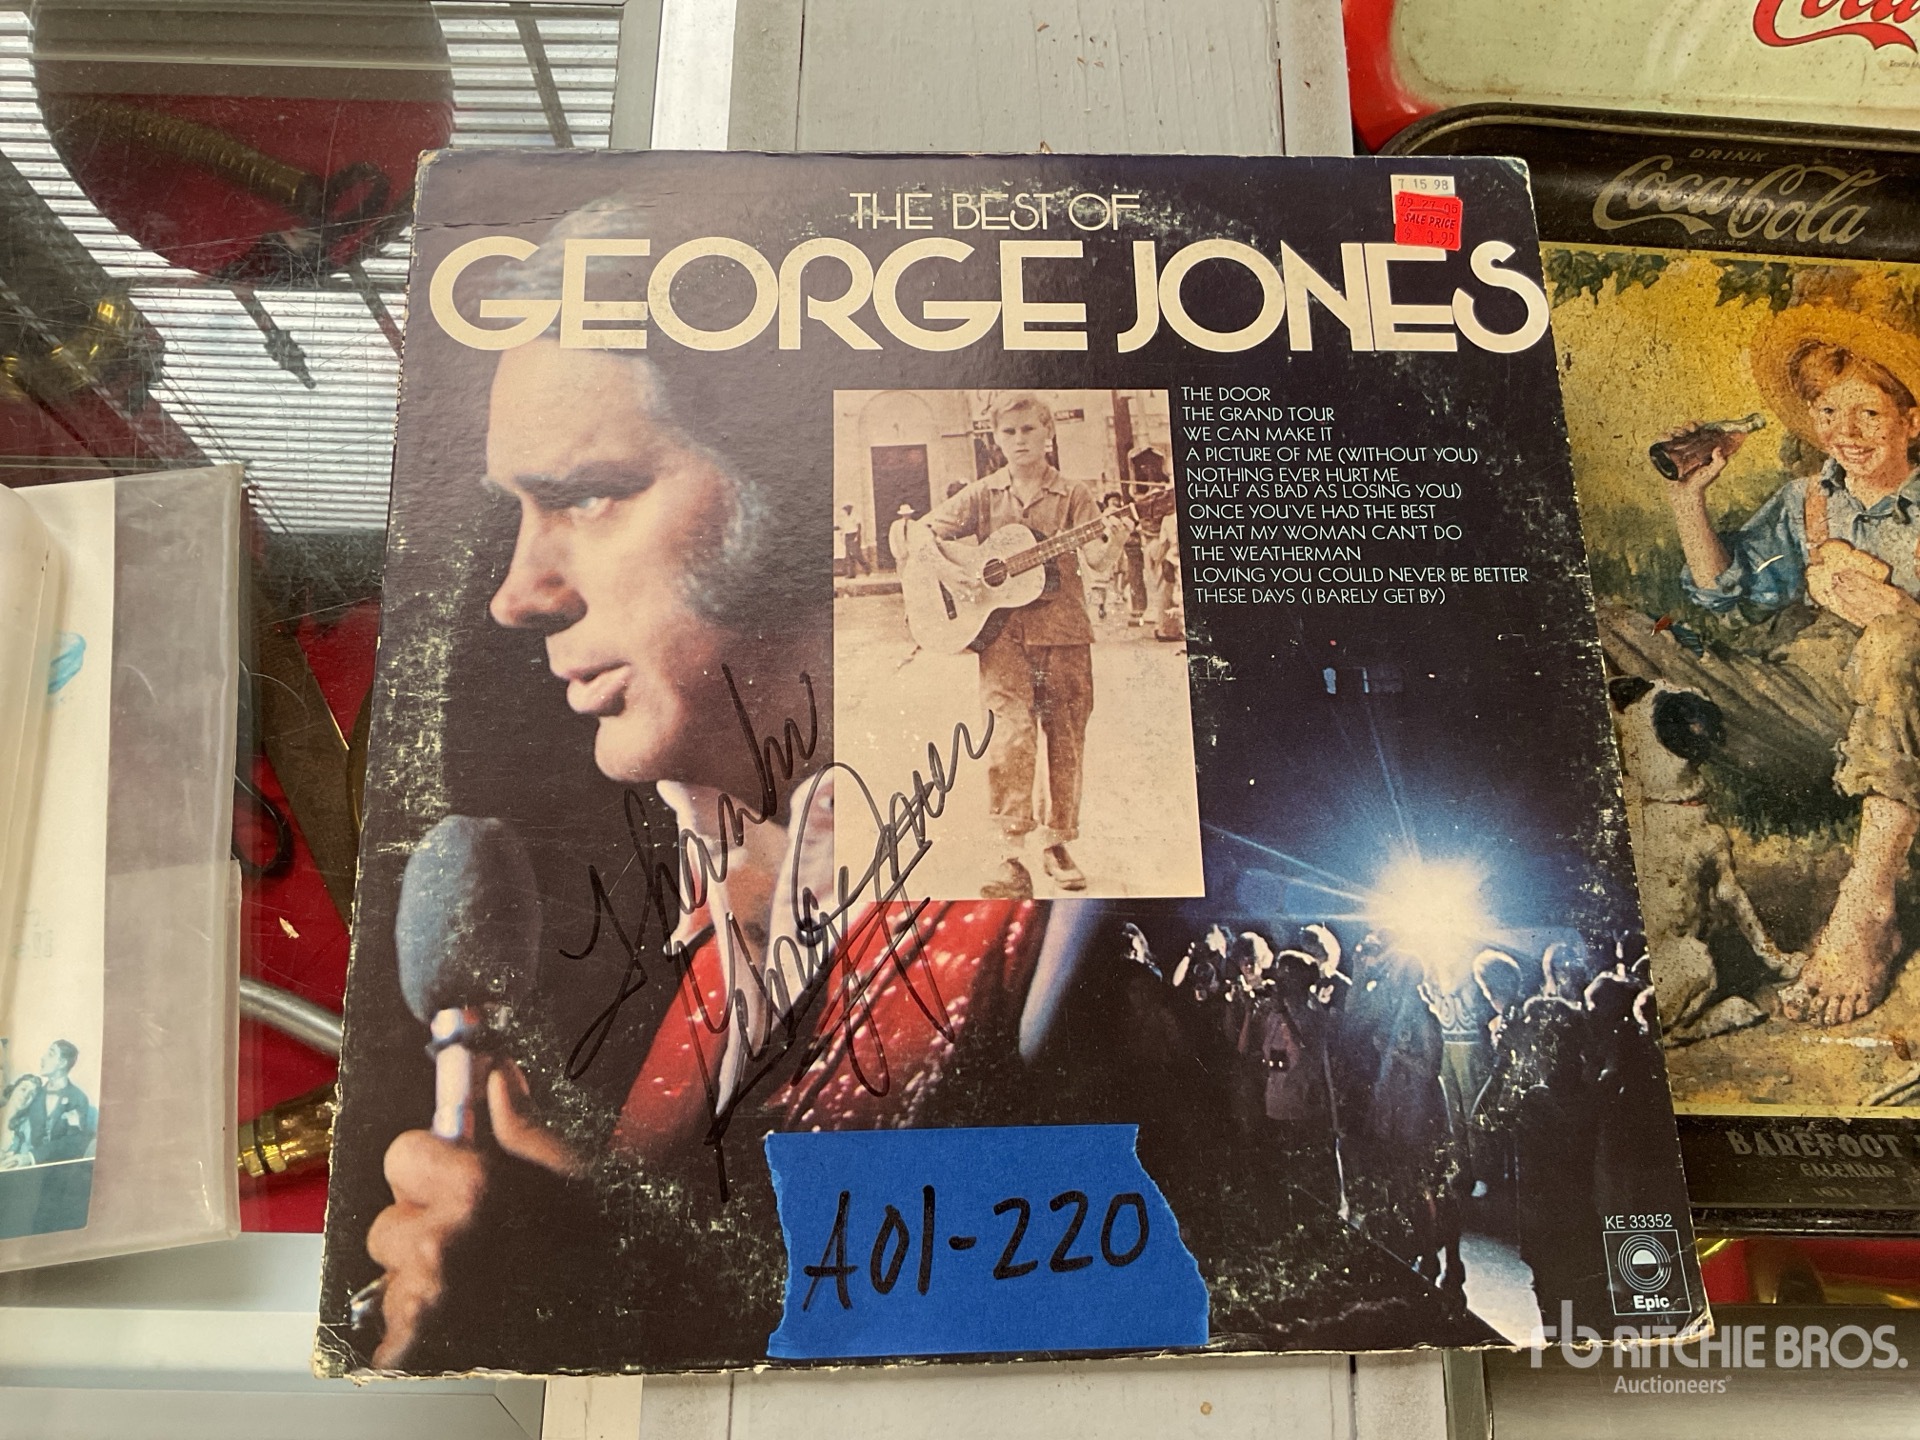 Coca
DRINK
Coca-Cola
7 15 98
SALE PRICE
$ 3.99
THE BEST OF
GEORGE JONES
THE DOOR
THE GRAND TOUR
WE CAN MAKE IT
A PICTURE OF ME (WITHOUT YOU)
NOTHING EVER HURT ME
(HALF AS BAD AS LOSING YOU)
ONCE YOU'VE HAD THE BEST
WHAT MY WOMAN CAN'T DO
THE WEATHERMAN
LOVING YOU COULD NEVER BE BETTER
THESE DAYS (I BARELY GET BY)
Thanks
George Jones
A01-220
KE 33352
Epic
BAREFOOT
CALENDAR
RITCHIE BROS.
Auctioneers